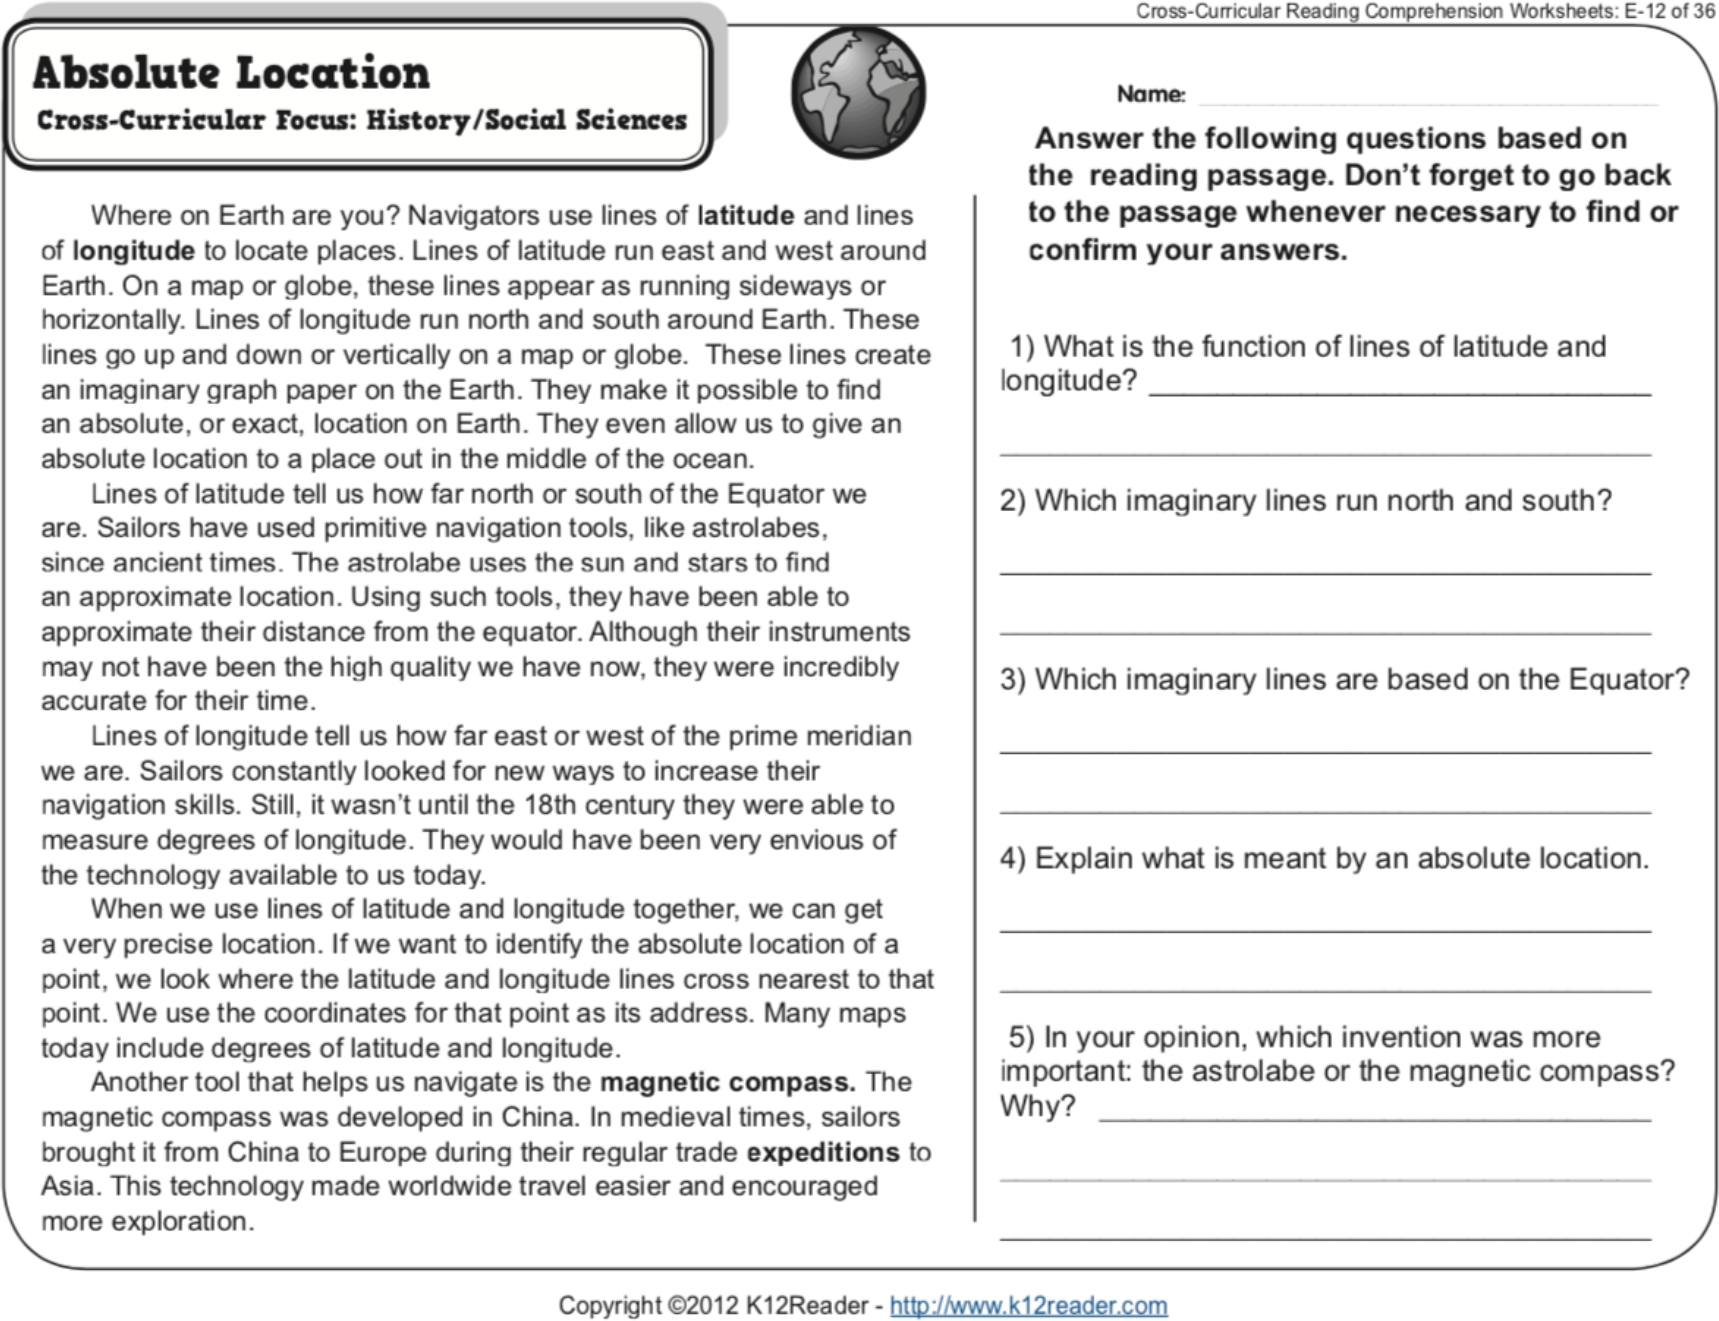 Cross-Curricular Reading Comprehension Worksheets: E-12 of 36
Absolute Location
Cross-Curricular Focus: History/Social Sciences
Where on Earth are you? Navigators use lines of latitude and lines
of longitude to locate places. Lines of latitude run east and west around
Earth. On a map or globe, these lines appear as running sideways or
horizontally. Lines of longitude run north and south around Earth. These
lines go up and down or vertically on a map or globe.  These lines create
an imaginary graph paper on the Earth. They make it possible to find
an absolute, or exact, location on Earth. They even allow us to give an
absolute location to a place out in the middle of the ocean.
Lines of latitude tell us how far north or south of the Equator we
are. Sailors have used primitive navigation tools, like astrolabes,
since ancient times. The astrolabe uses the sun and stars to find
an approximate location. Using such tools, they have been able to
approximate their distance from the equator. Although their instruments
may not have been the high quality we have now, they were incredibly
accurate for their time.
Lines of longitude tell us how far east or west of the prime meridian
we are. Sailors constantly looked for new ways to increase their
navigation skills. Still, it wasn't until the 18th century they were able to
measure degrees of longitude. They would have been very envious of
the technology available to us today.
When we use lines of latitude and longitude together, we can get
a very precise location. If we want to identify the absolute location of a
point, we look where the latitude and longitude lines cross nearest to that
point. We use the coordinates for that point as its address. Many maps
today include degrees of latitude and longitude.
Another tool that helps us navigate is the magnetic compass. The
magnetic compass was developed in China. In medieval times, sailors
brought it from China to Europe during their regular trade expeditions to
Asia. This technology made worldwide travel easier and encouraged
more exploration.
Name:
Answer the following questions based on
the  reading passage. Don't forget to go back
to the passage whenever necessary to find or
confirm your answers.
1) What is the function of lines of latitude and
longitude?
2) Which imaginary lines run north and south?
3) Which imaginary lines are based on the Equator?
4) Explain what is meant by an absolute location.
5) In your opinion, which invention was more
important: the astrolabe or the magnetic compass?
Why?
Copyright ©2012 K12Reader - http://www.k12reader.com